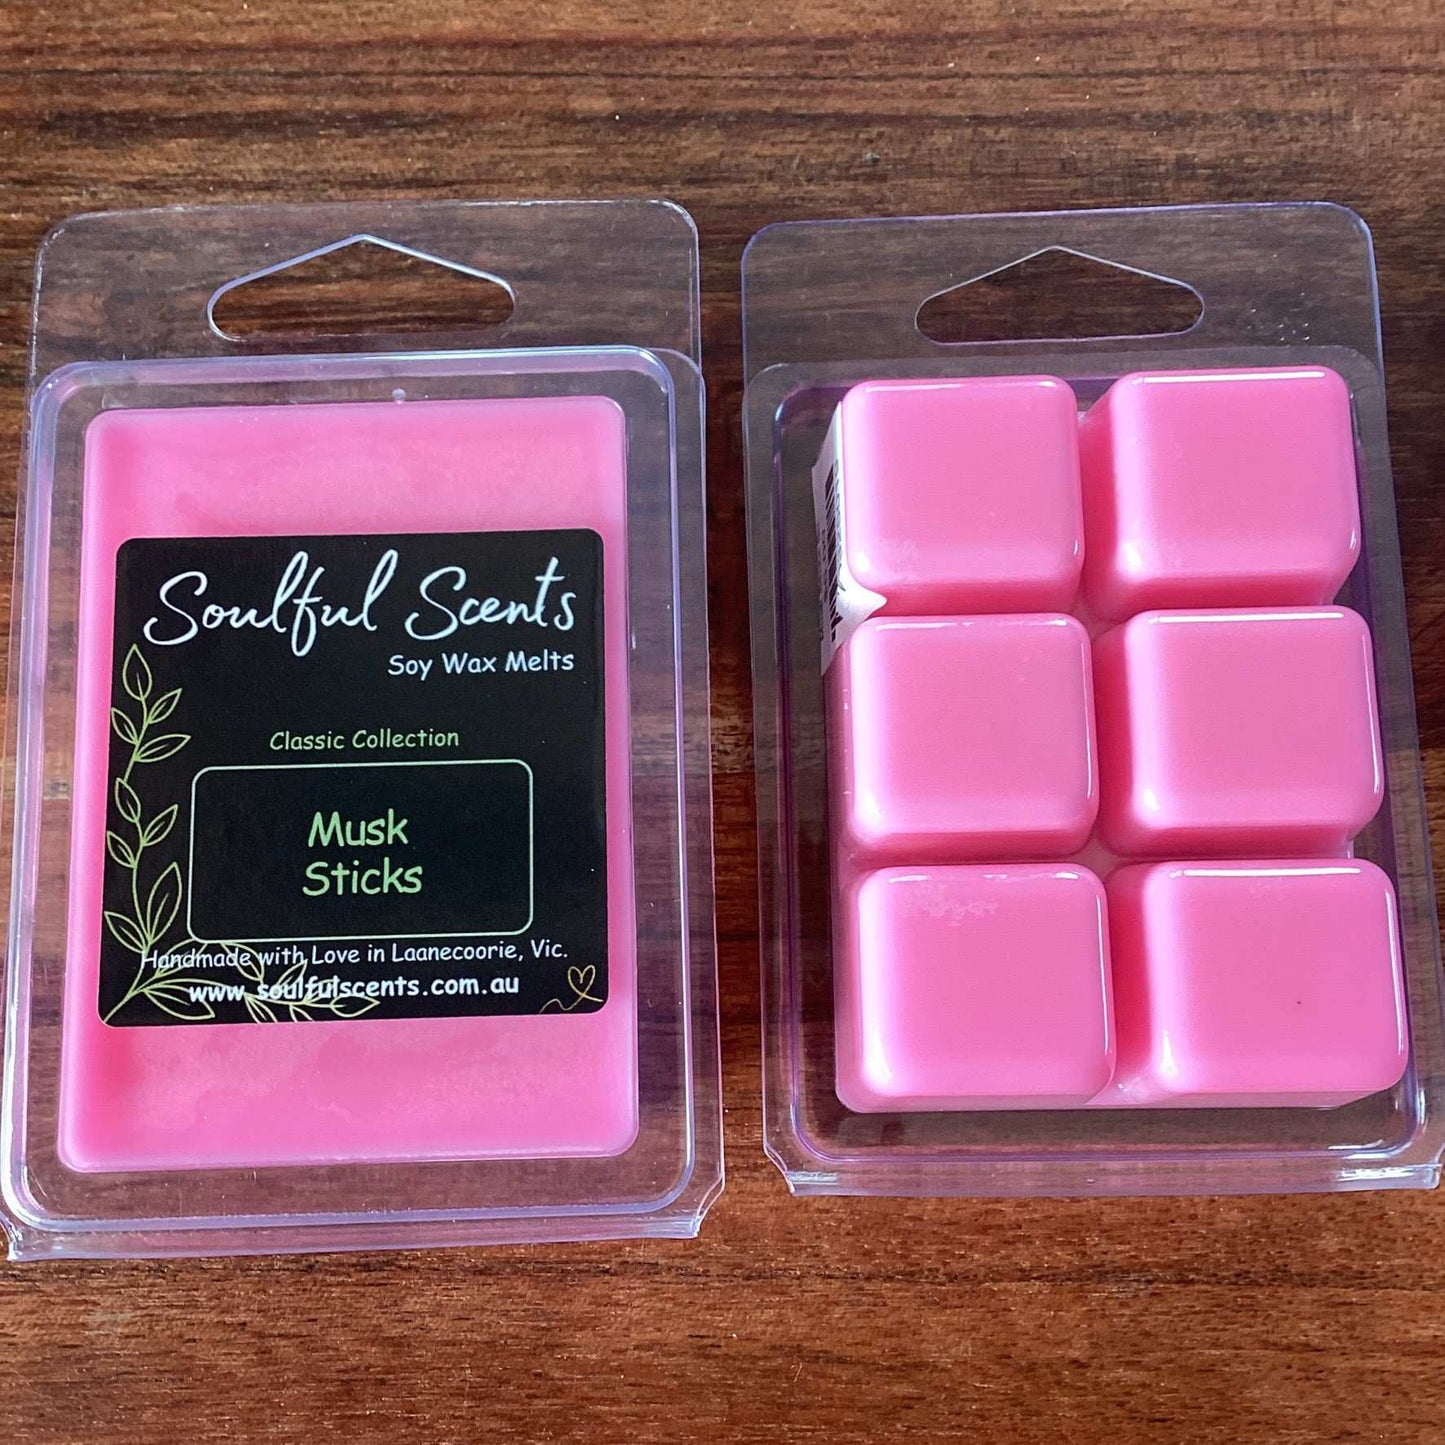 Soulful Scents
Soy Wax Melts
Classic Collection
Musk
Sticks
Handmade with Love in Laanecoorie, Vic.
www.soulfulscents.com.au